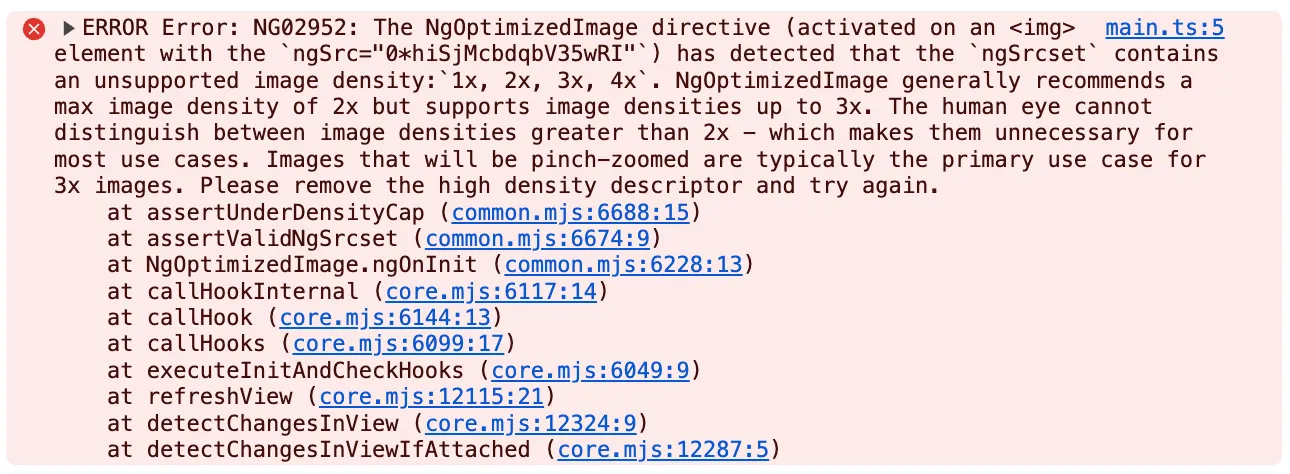 ERROR Error: NG02952: The NgOptimizedImage directive (activated on an <img> main.ts:5
element with the `ngSrc="0*hiSjMcbdqbV35wRI"`) has detected that the `ngSrcset` contains
an unsupported image density:`1x, 2x, 3x, 4x`. NgOptimizedImage generally recommends a
max image density of 2x but supports image densities up to 3x. The human eye cannot
distinguish between image densities greater than 2x - which makes them unnecessary for
most use cases. Images that will be pinch-zoomed are typically the primary use case for
3x images. Please remove the high density descriptor and try again.
at assertUnderDensityCap (common.mjs:6688:15)
at assertValidNgSrcset (common.mjs:6674:9)
at NgOptimizedImage.ngOnInit (common.mjs:6228:13)
at callHookInternal (core.mjs:6117:14)
at callHook (core.mjs:6144:13)
at callHooks (core.mjs:6099:17)
at executeInitAndCheckHooks (core.mjs:6049:9)
at refreshView (core.mjs:12115:21)
at detectChangesInView (core.mjs:12324:9)
at detectChangesInViewIfAttached (core.mjs:12287:5)